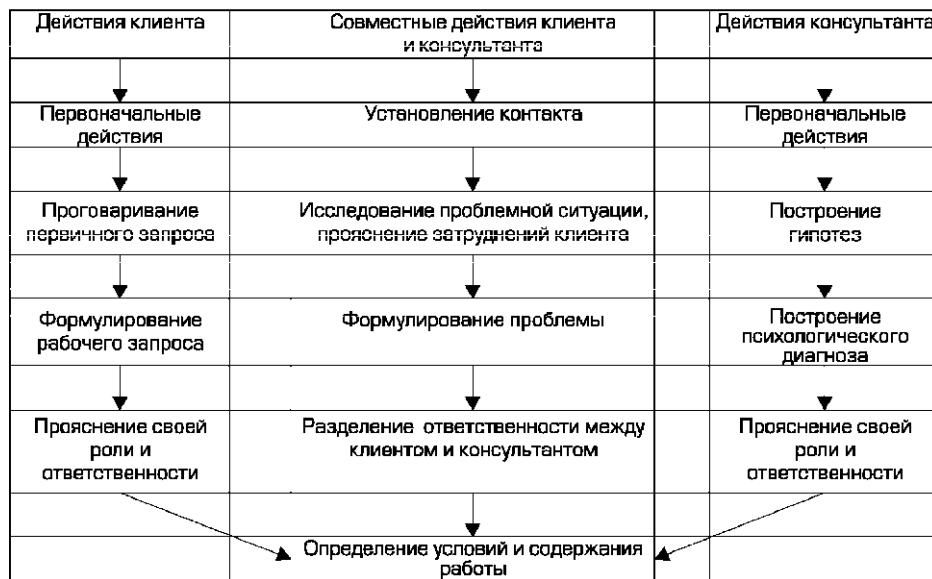 Действия клиента
Совместные действия клиента
и консультанта
Действия консультанта
Первоначальные
действия
Установление контакта
Первоначальные
действия
Проговаривание
первичного запроса
Исследование проблемной ситуации,
прояснение затруднений клиента
Построение
гипотез
Формулирование
рабочего запроса
Формулирование проблемы
Построение
психологического
диагноза
Прояснение своей
роли и
ответственности
Разделение ответственности между
клиентом и консультантом
Прояснение своей
роли и
ответственности
Определение условий и содержания
работы